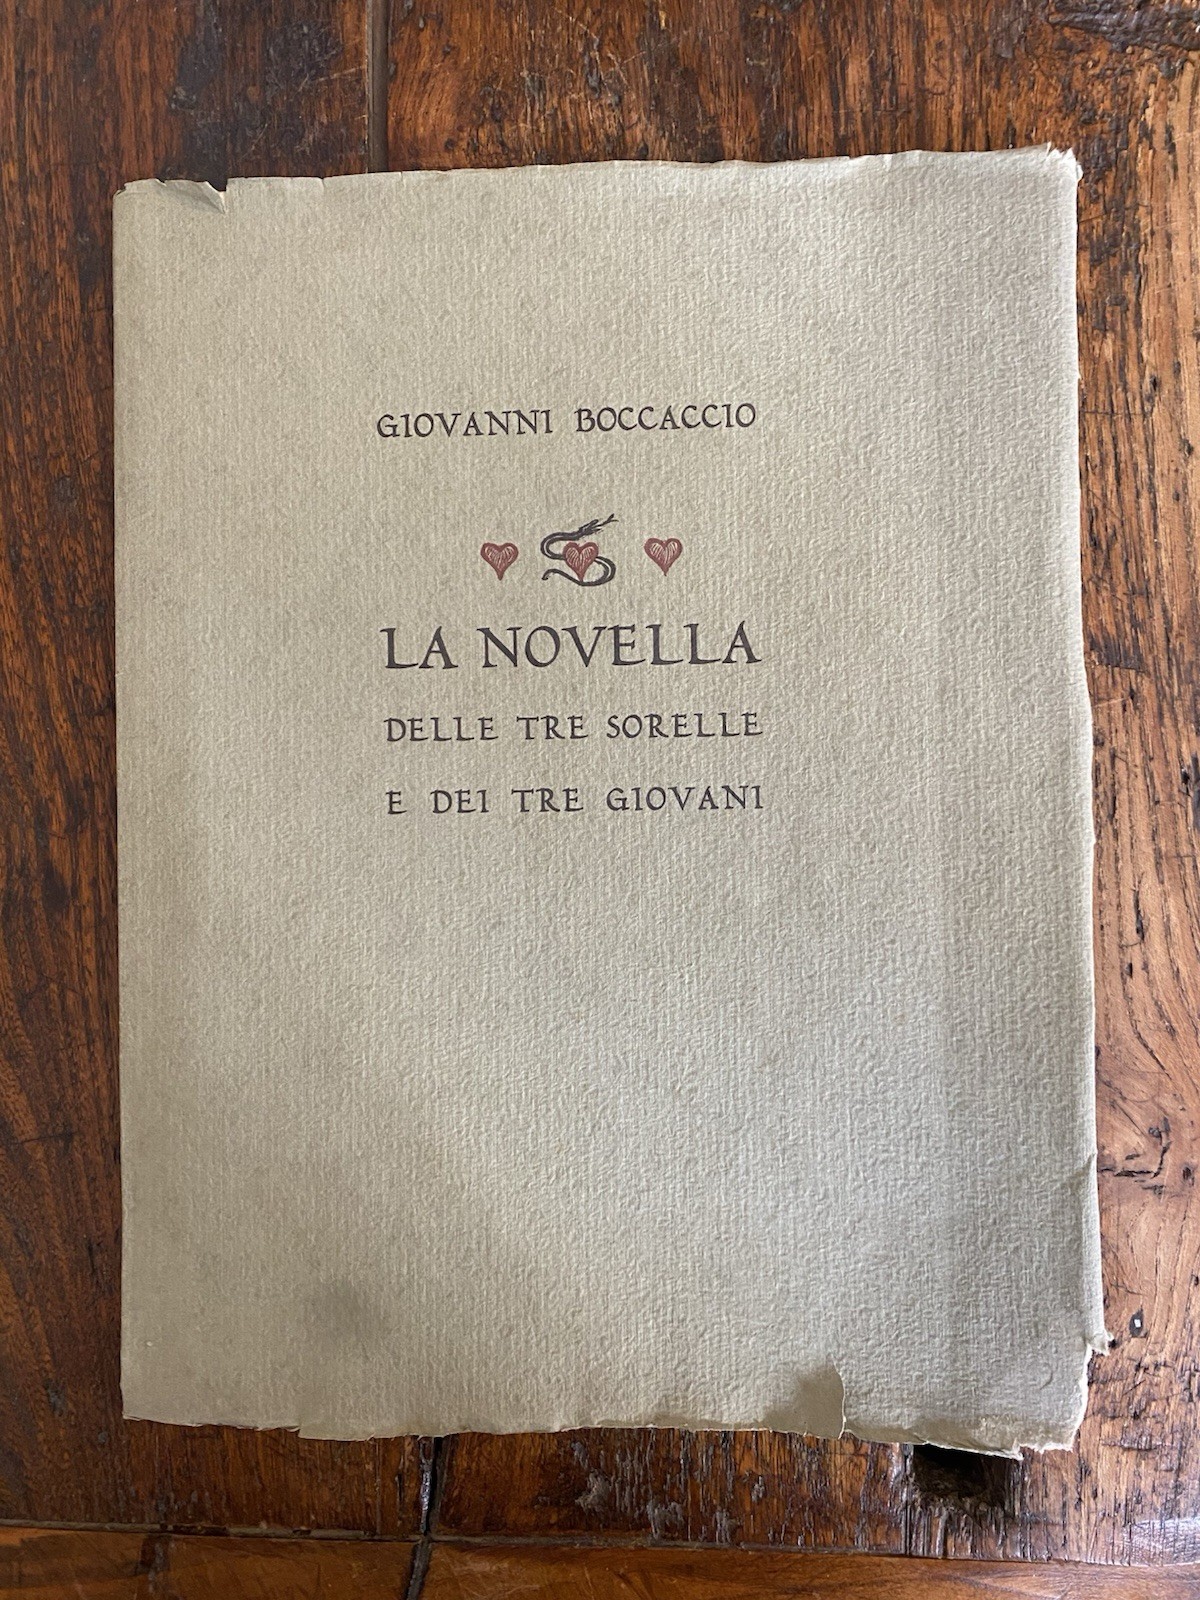 GIOVANNI BOCCACCIO
LA NOVELLA
DELLE TRE SORELLE
E DEI TRE GIOVANI